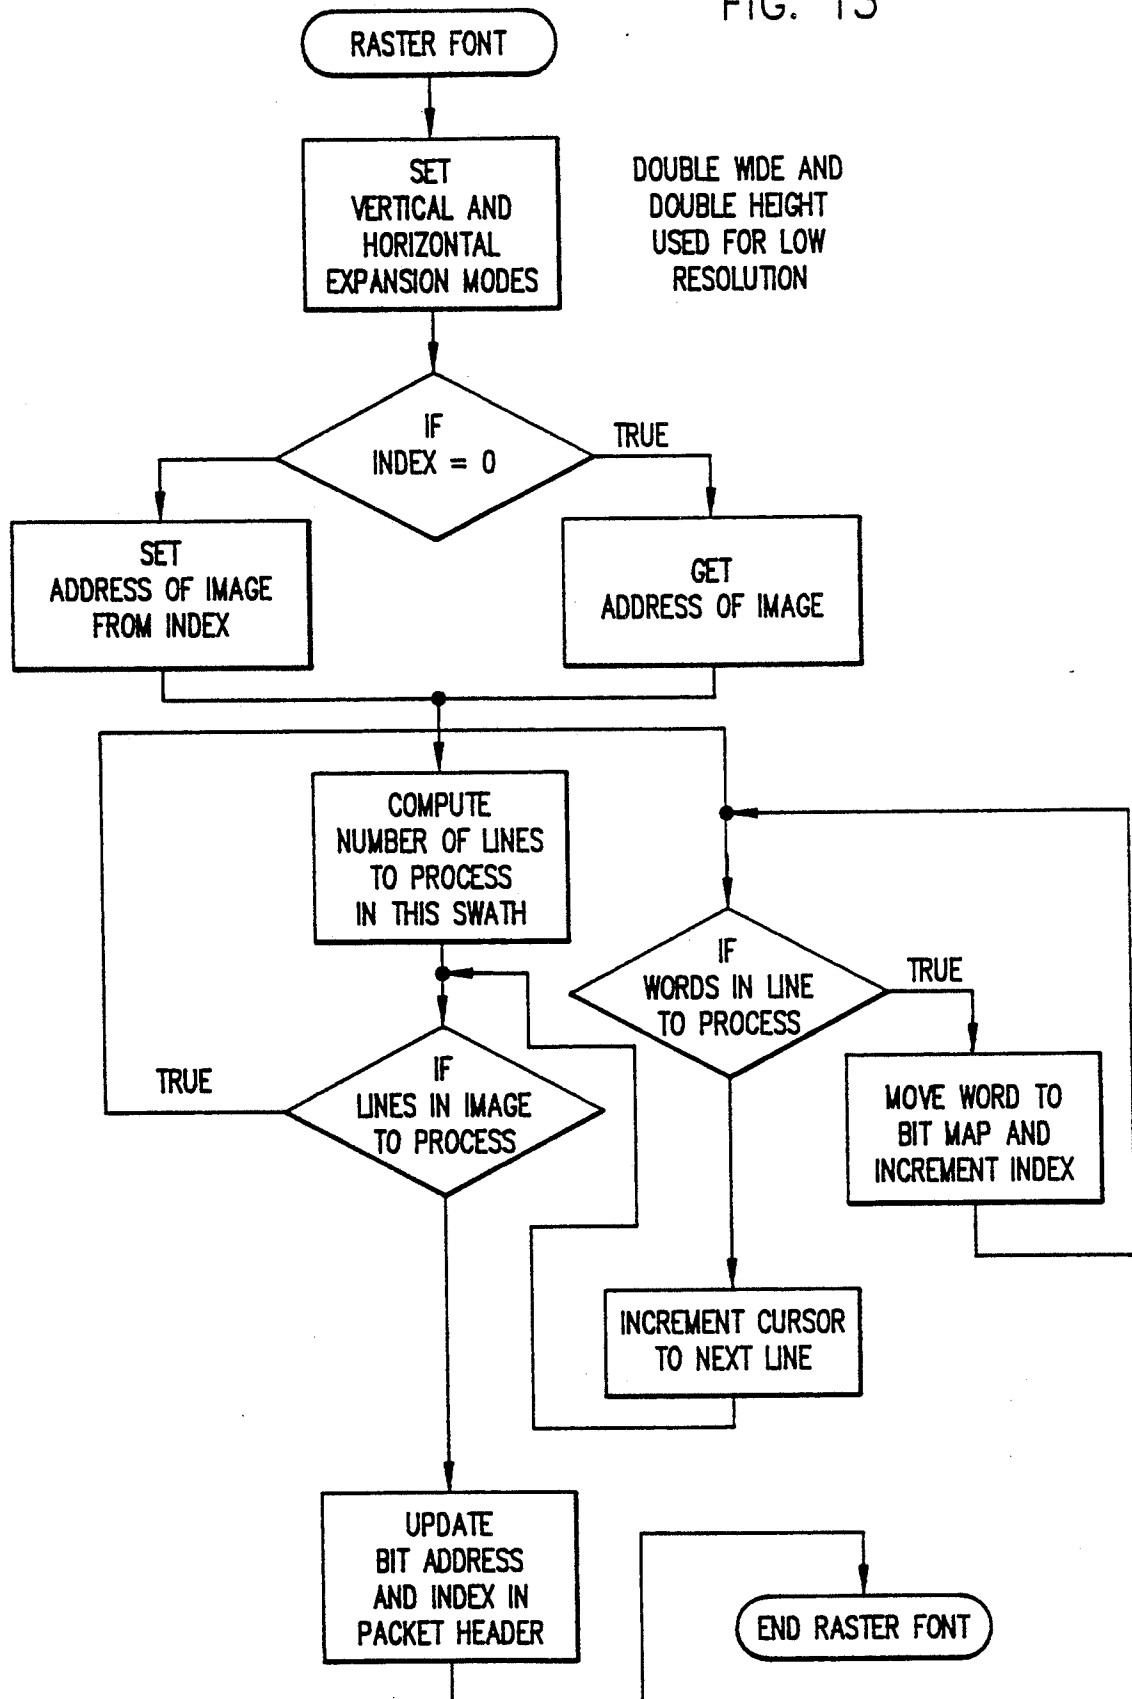 FIG. 13
RASTER FONT
SET
VERTICAL AND
HORIZONTAL
EXPANSION MODES
DOUBLE WIDE AND
DOUBLE HEIGHT
USED FOR LOW
RESOLUTION
IF
INDEX = 0
TRUE
SET
ADDRESS OF IMAGE
FROM INDEX
GET
ADDRESS OF IMAGE
COMPUTE
NUMBER OF LINES
TO PROCESS
IN THIS SWATH
IF
WORDS IN LINE
TO PROCESS
TRUE
TRUE
IF
LINES IN IMAGE
TO PROCESS
MOVE WORD TO
BIT MAP AND
INCREMENT INDEX
INCREMENT CURSOR
TO NEXT LINE
UPDATE
BIT ADDRESS
AND INDEX IN
PACKET HEADER
END RASTER FONT